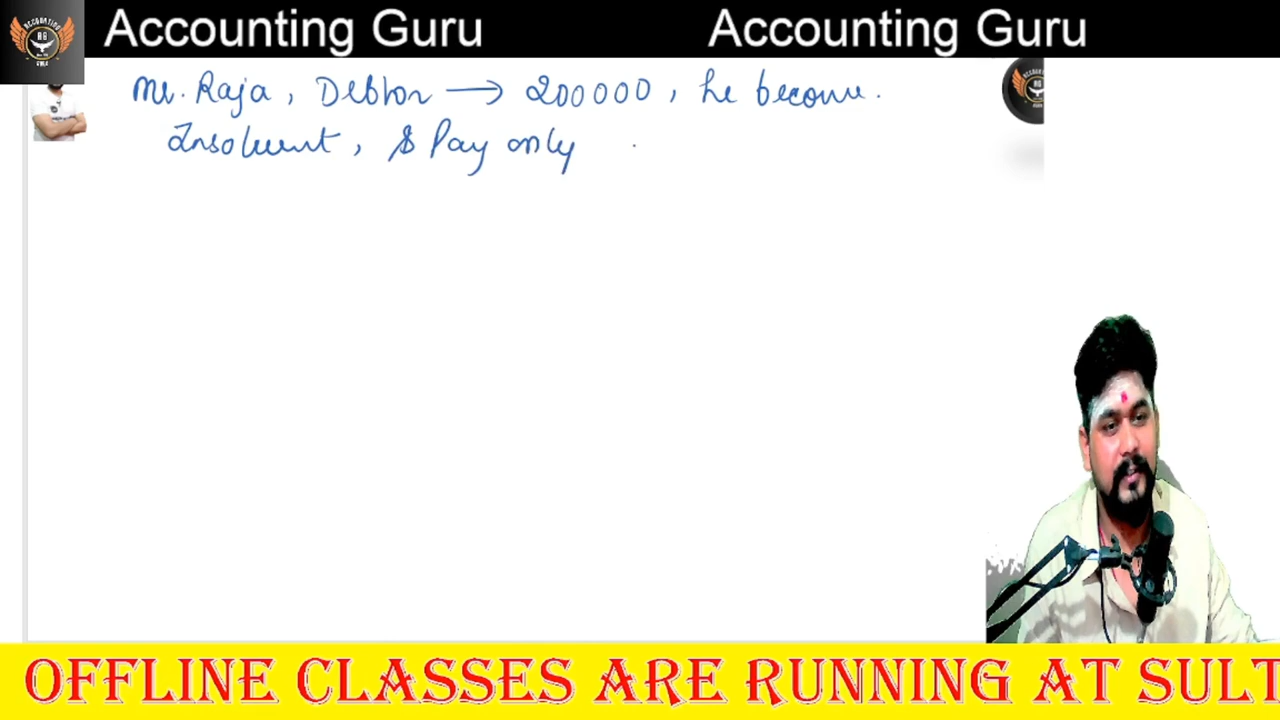 Accounting Guru Accounting Guru
Mr. Raja, Debtor → 200000, he become.
Insolvent, & Pay only
OFFLINE CLASSES ARE RUNNING AT SULT